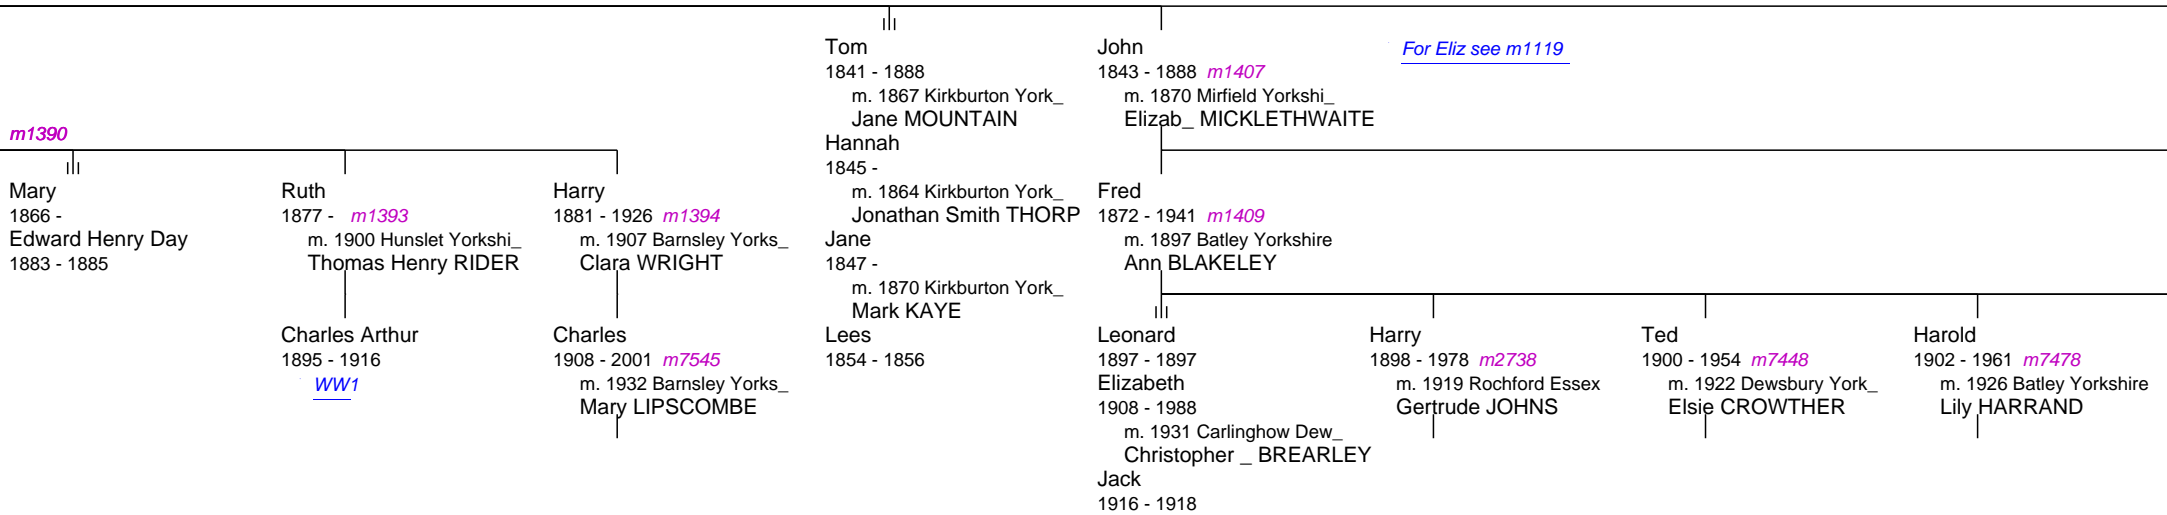 Tom
1841 - 1888
m. 1867 Kirkburton York_
Jane MOUNTAIN
Hannah
1845 -
m. 1864 Kirkburton York_
Jonathan Smith THORP
Jane
1847 -
m. 1870 Kirkburton York_
Mark KAYE
Lees
1854 - 1856
John
1843 - 1888 m1407
m. 1870 Mirfield Yorkshi_
Elizab_ MICKLETHWAITE
For Eliz see m1119
m1390
Mary
1866 -
Edward Henry Day
1883 - 1885
Ruth
1877 - m1393
m. 1900 Hunslet Yorkshi_
Thomas Henry RIDER
Harry
1881 - 1926 m1394
m. 1907 Barnsley Yorks_
Clara WRIGHT
Fred
1872 - 1941 m1409
m. 1897 Batley Yorkshire
Ann BLAKELEY
Charles Arthur
1895 - 1916
WW1
Charles
1908 - 2001 m7545
m. 1932 Barnsley Yorks_
Mary LIPSCOMBE
Leonard
1897 - 1897
Elizabeth
1908 - 1988
m. 1931 Carlinghow Dew_
Christopher _ BREARLEY
Jack
1916 - 1918
Harry
1898 - 1978 m2738
m. 1919 Rochford Essex
Gertrude JOHNS
Ted
1900 - 1954 m7448
m. 1922 Dewsbury York_
Elsie CROWTHER
Harold
1902 - 1961 m7478
m. 1926 Batley Yorkshire
Lily HARRAND